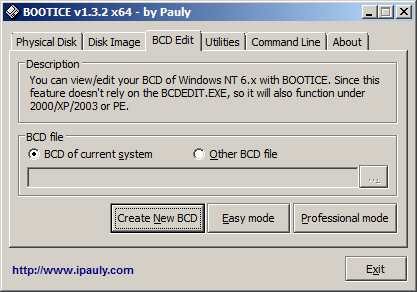 BOOTICE v1.3.2 x64 - by Pauly
Physical Disk Disk Image BCD Edit Utilities Command Line About
Description
You can view/edit your BCD of Windows NT 6.x with BOOTICE. Since this
feature doesn't rely on the BCDEDIT.EXE, so it will also function under
2000/XP/2003 or PE.
BCD file
BCD of current system Other BCD file
...
Create New BCD Easy mode Professional mode
http://www.ipauly.com Exit